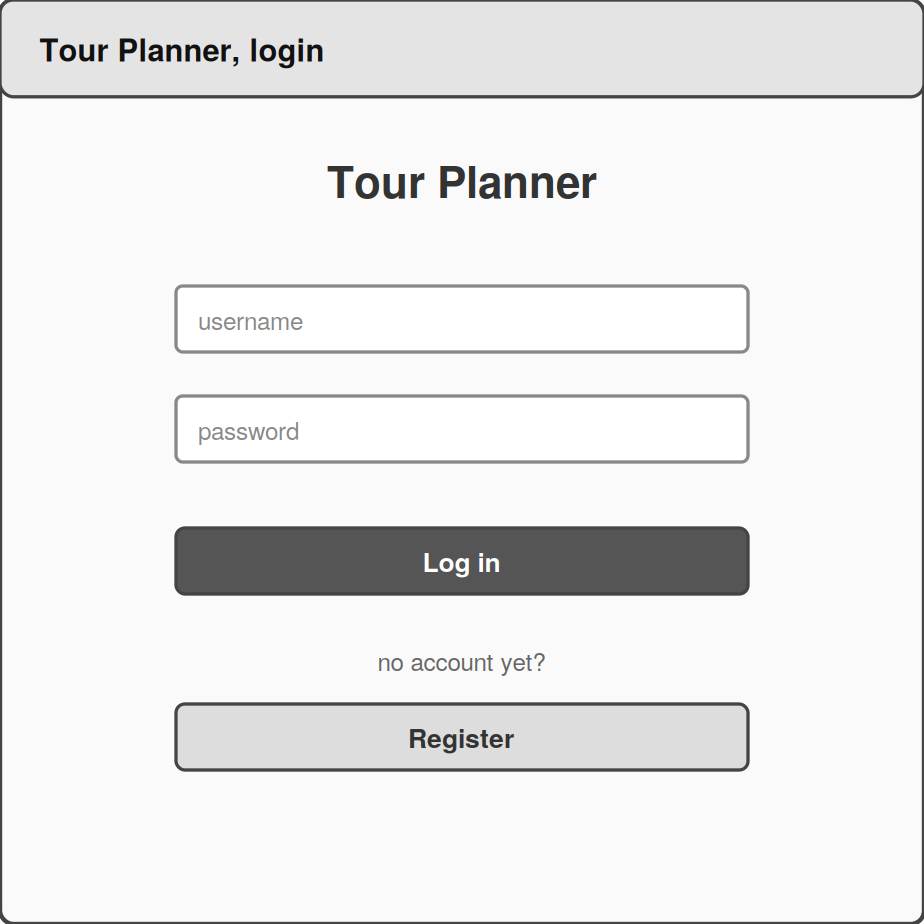 Tour Planner, login
Tour Planner
username
password
Log in
no account yet?
Register